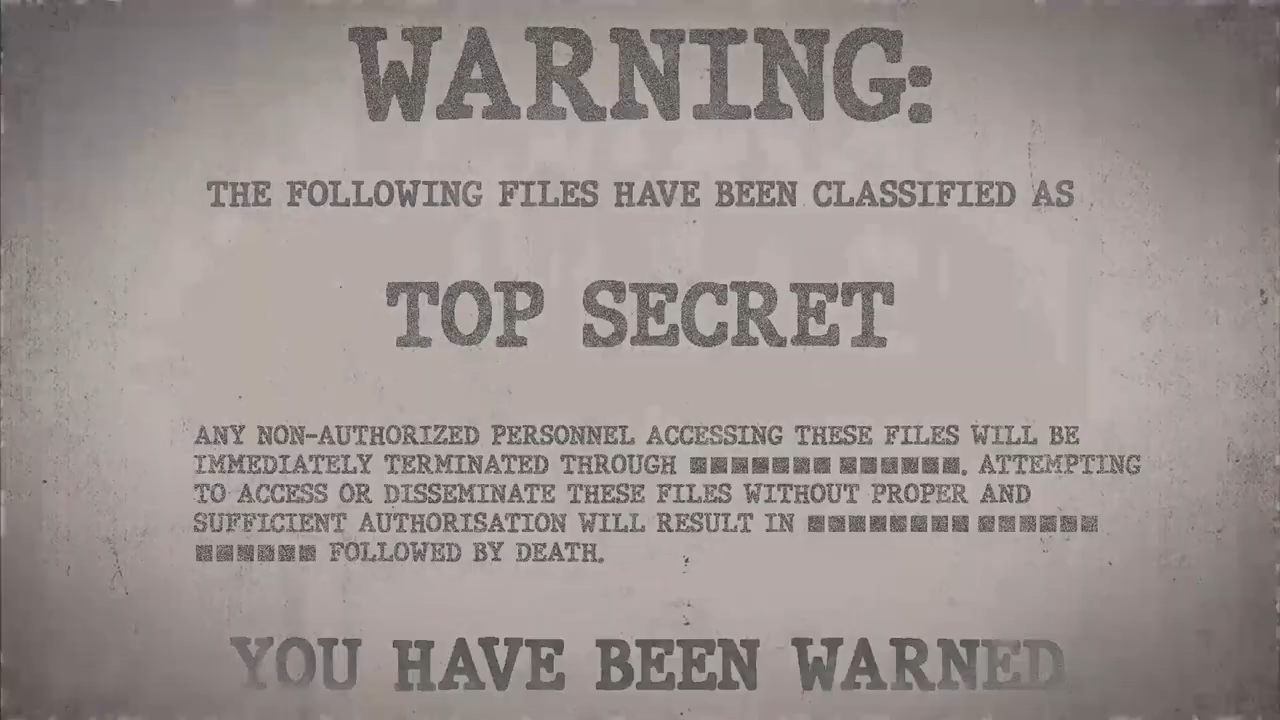 WARNING:
THE FOLLOWING FILES HAVE BEEN CLASSIFIED AS
TOP SECRET
ANY NON-AUTHORIZED PERSONNEL ACCESSING THESE FILES WILL BE
IMMEDIATELY TERMINATED THROUGH ■■■■■■■ ■■■■■■. ATTEMPTING
TO ACCESS OR DISSEMINATE THESE FILES WITHOUT PROPER AND
SUFFICIENT AUTHORISATION WILL RESULT IN ■■■■■■■■ ■■■■■■
■■■■■■ FOLLOWED BY DEATH.
YOU HAVE BEEN WARNED